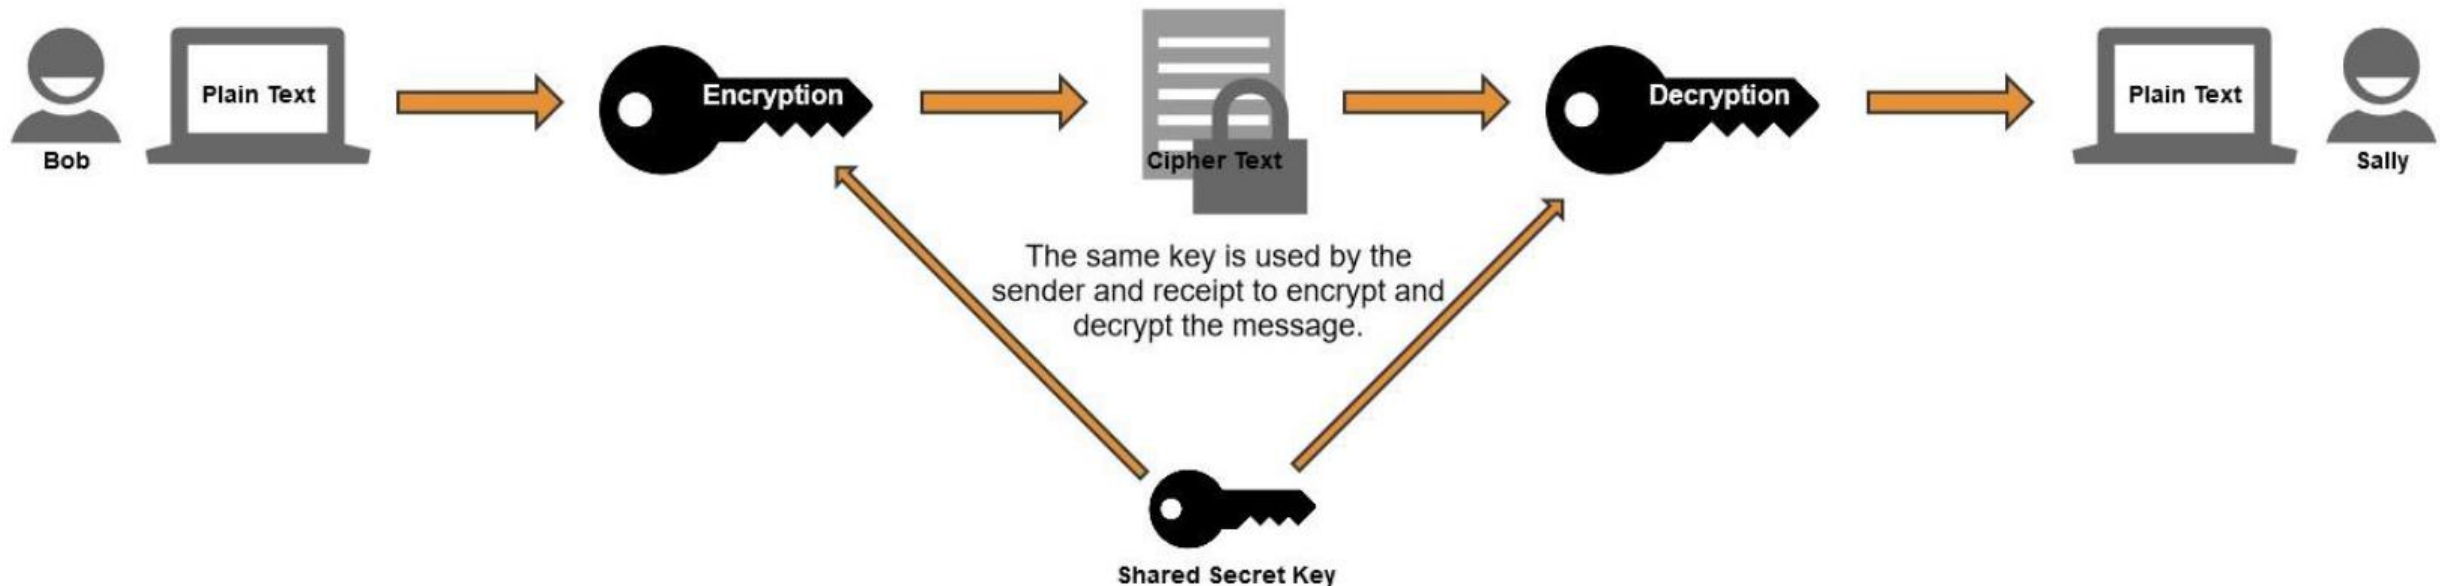 Plain Text
Bob
Encryption
Cipher Text
Decryption
Plain Text
Sally
The same key is used by the
sender and receipt to encrypt and
decrypt the message.
Shared Secret Key